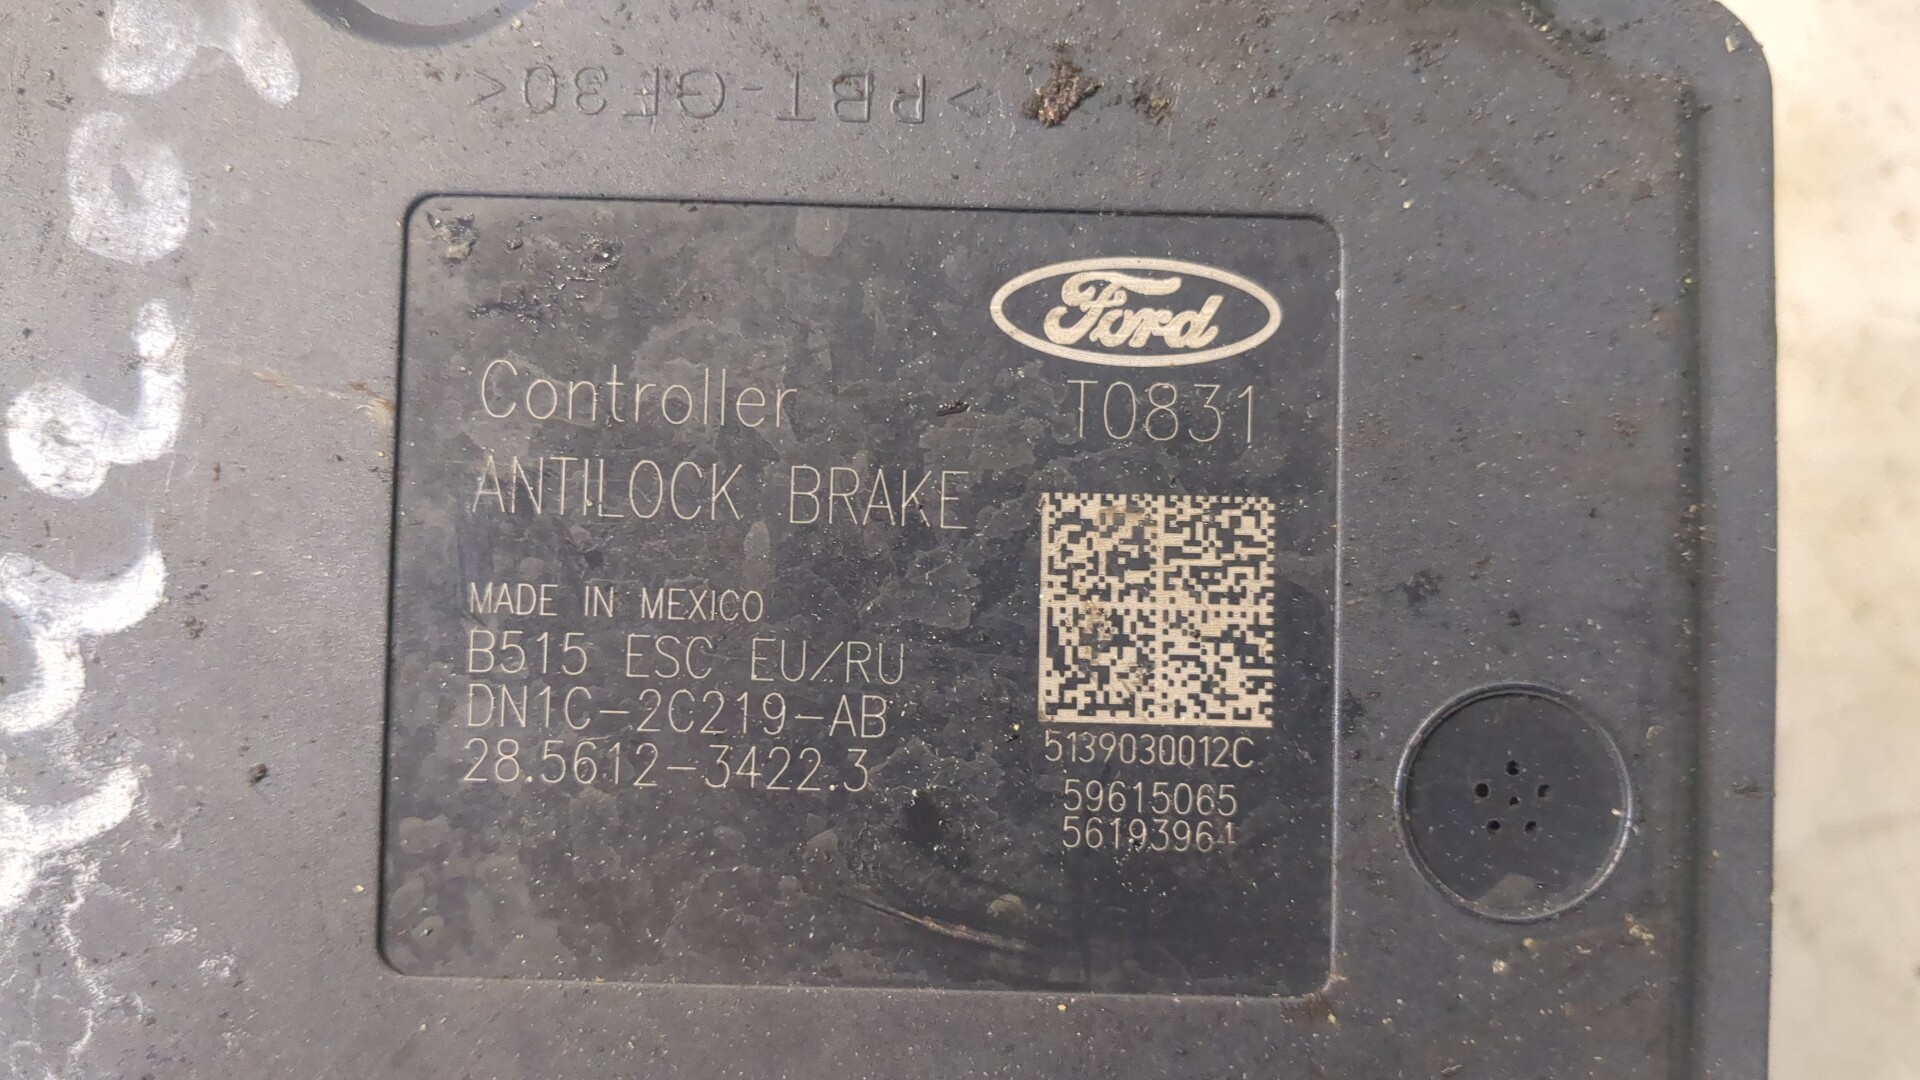 >PBT-GF30<
Ford
Controller
T0831
ANTILOCK BRAKE
MADE IN MEXICO
B515 ESC EU/RU
DN1C-2C219-AB
28.5612-3422.3
5139030012C
59615065
56193964